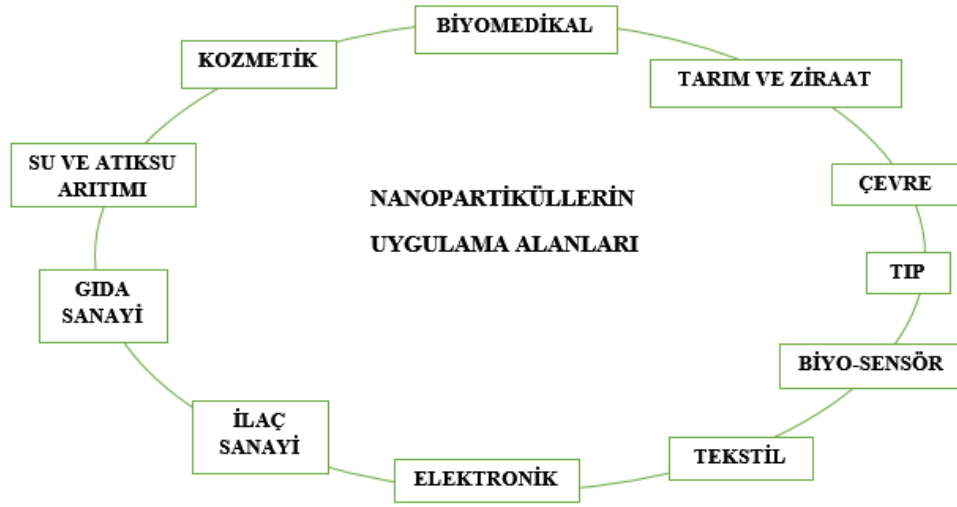 BİYOMEDİKAL
KOZMETİK
TARIM VE ZİRAAT
SU VE ATIKSU
ARITIMI
ÇEVRE
NANOPARTİKÜLLERİN
UYGULAMA ALANLARI
TIP
GIDA
SANAYİ
BİYO-SENSÖR
İLAÇ
SANAYİ
TEKSTİL
ELEKTRONİK